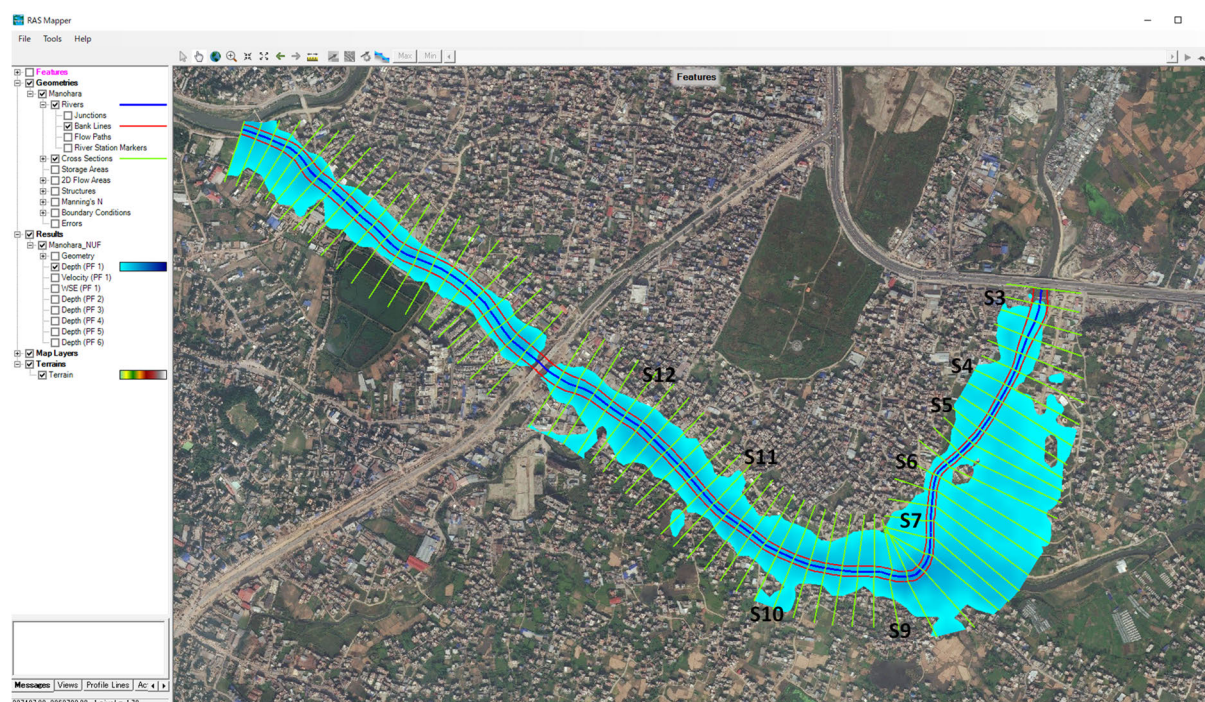 RAS Mapper
File Tools Help
Max Min
Features
Geometries
Manohara
Rivers
Junctions
Bank Lines
Flow Paths
River Station Markers
Cross Sections
Storage Areas
2D Flow Areas
Structures
Manning's N
Boundary Conditions
Errors
Results
Manohara_NUF
Geometry
Depth (PF 1)
Velocity (PF 1)
WSE (PF 1)
Depth (PF 2)
Depth (PF 3)
Depth (PF 4)
Depth (PF 5)
Depth (PF 6)
Map Layers
Terrains
Terrain
Messages Views Profile Lines
Features
S3
S4
S5
S6
S7
S9
S10
S11
S12